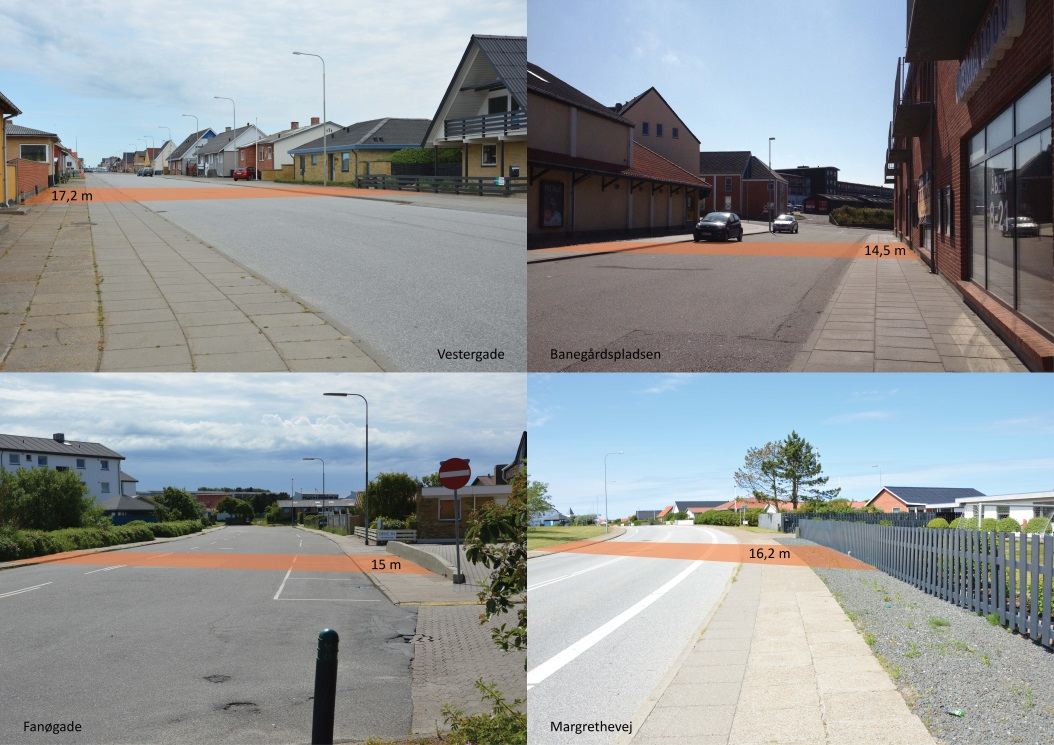 17,2 m
Vestergade
14,5 m
Banegårdspladsen
15 m
Fanøgade
16,2 m
Margrethevej